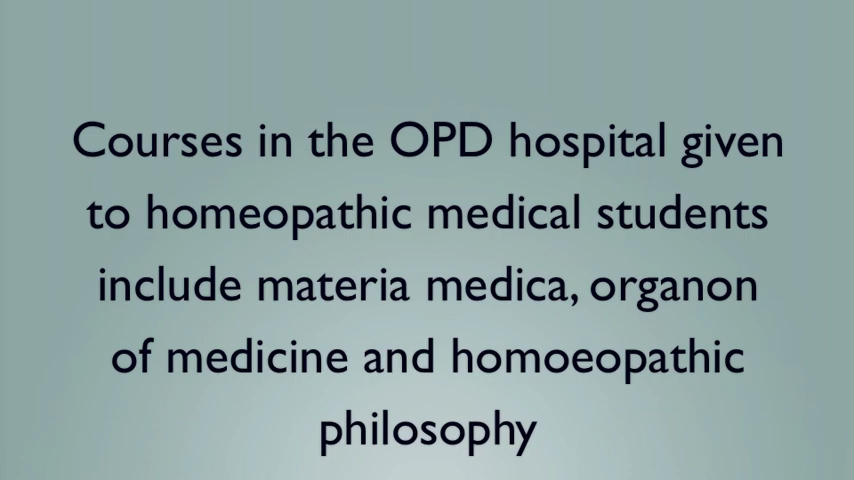 Courses in the OPD hospital given
to homeopathic medical students
include materia medica, organon
of medicine and homoeopathic
philosophy